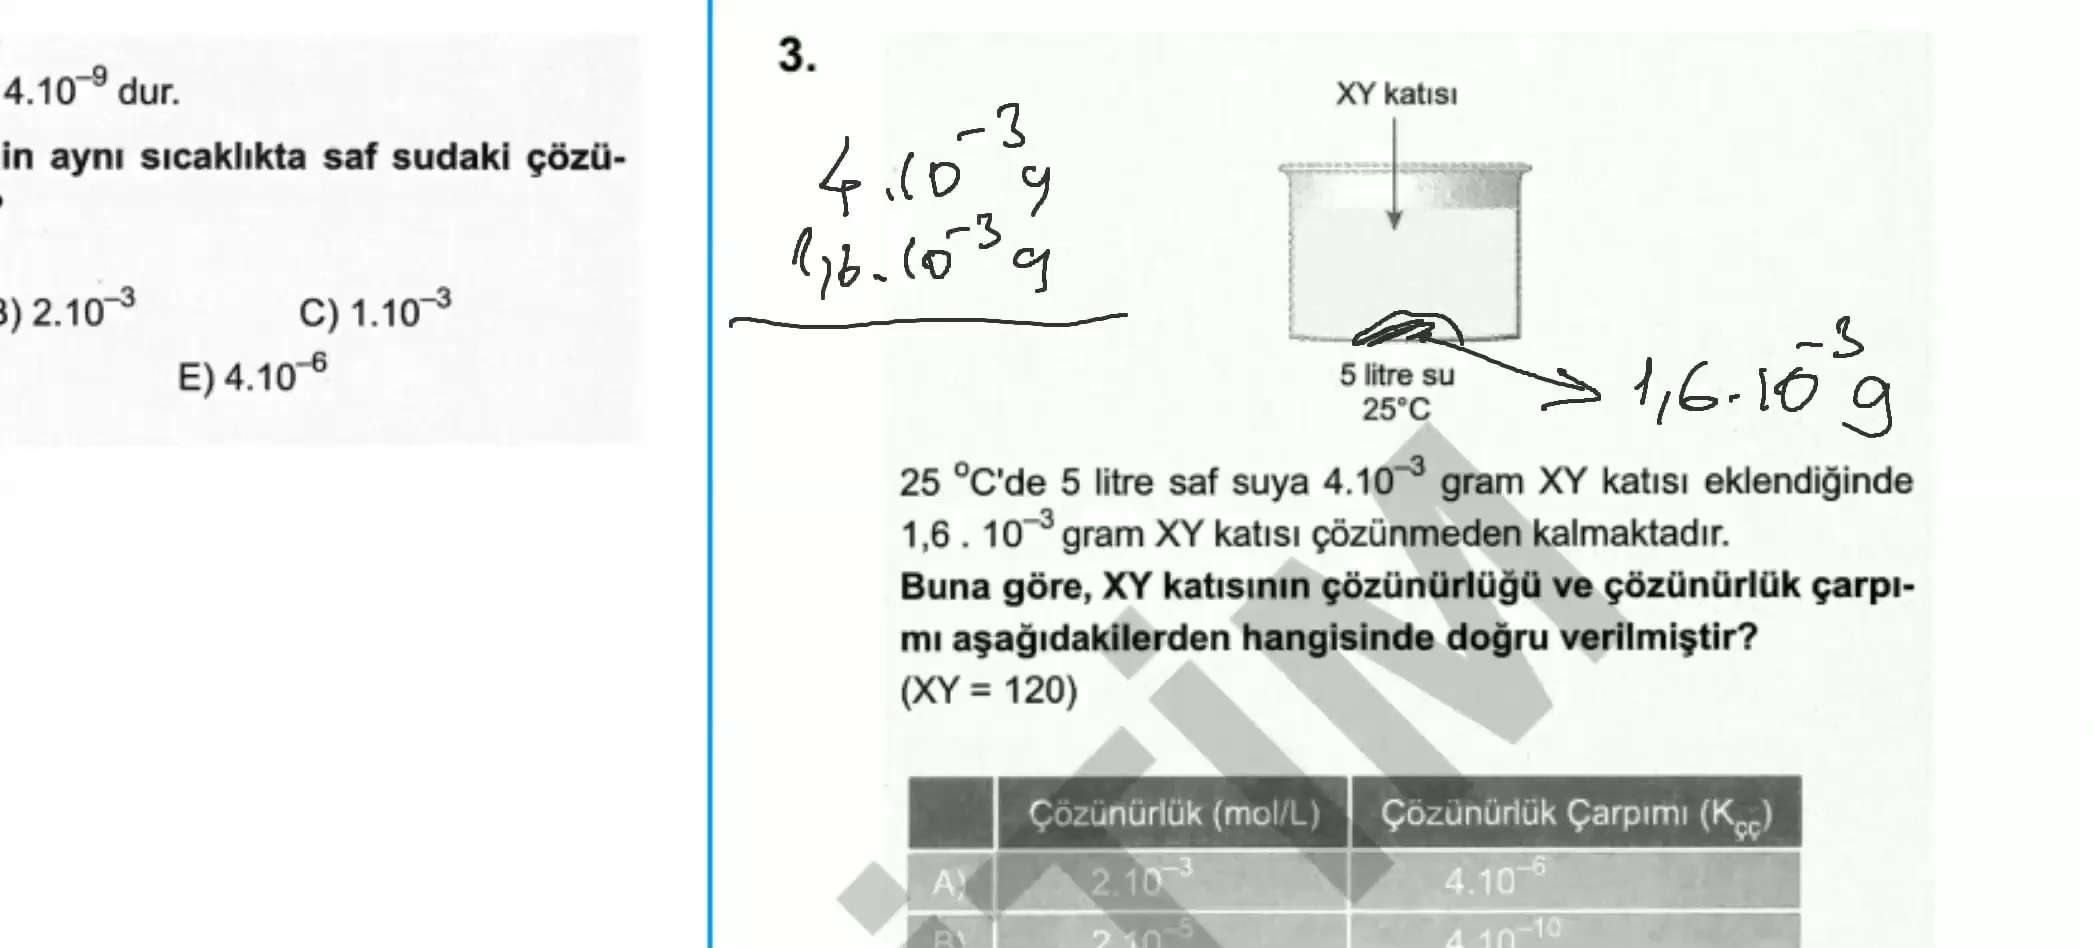 4.10⁻⁹ dur.
in aynı sıcaklıkta saf sudaki çözü-
?
B) 2.10⁻³ C) 1.10⁻³
E) 4.10⁻⁶
3.
XY katısı
4.10⁻³ g
1,6.10⁻³ g
5 litre su
25°C
1,6.10⁻³ g
25 °C'de 5 litre saf suya 4.10⁻³ gram XY katısı eklendiğinde
1,6 . 10⁻³ gram XY katısı çözünmeden kalmaktadır.
Buna göre, XY katısının çözünürlüğü ve çözünürlük çarpı-
mı aşağıdakilerden hangisinde doğru verilmiştir?
(XY = 120)
Çözünürlük (mol/L) Çözünürlük Çarpımı (Kçç)
A) 2.10⁻³ 4.10⁻⁶
B) 2.10⁻⁵ 4.10⁻¹⁰